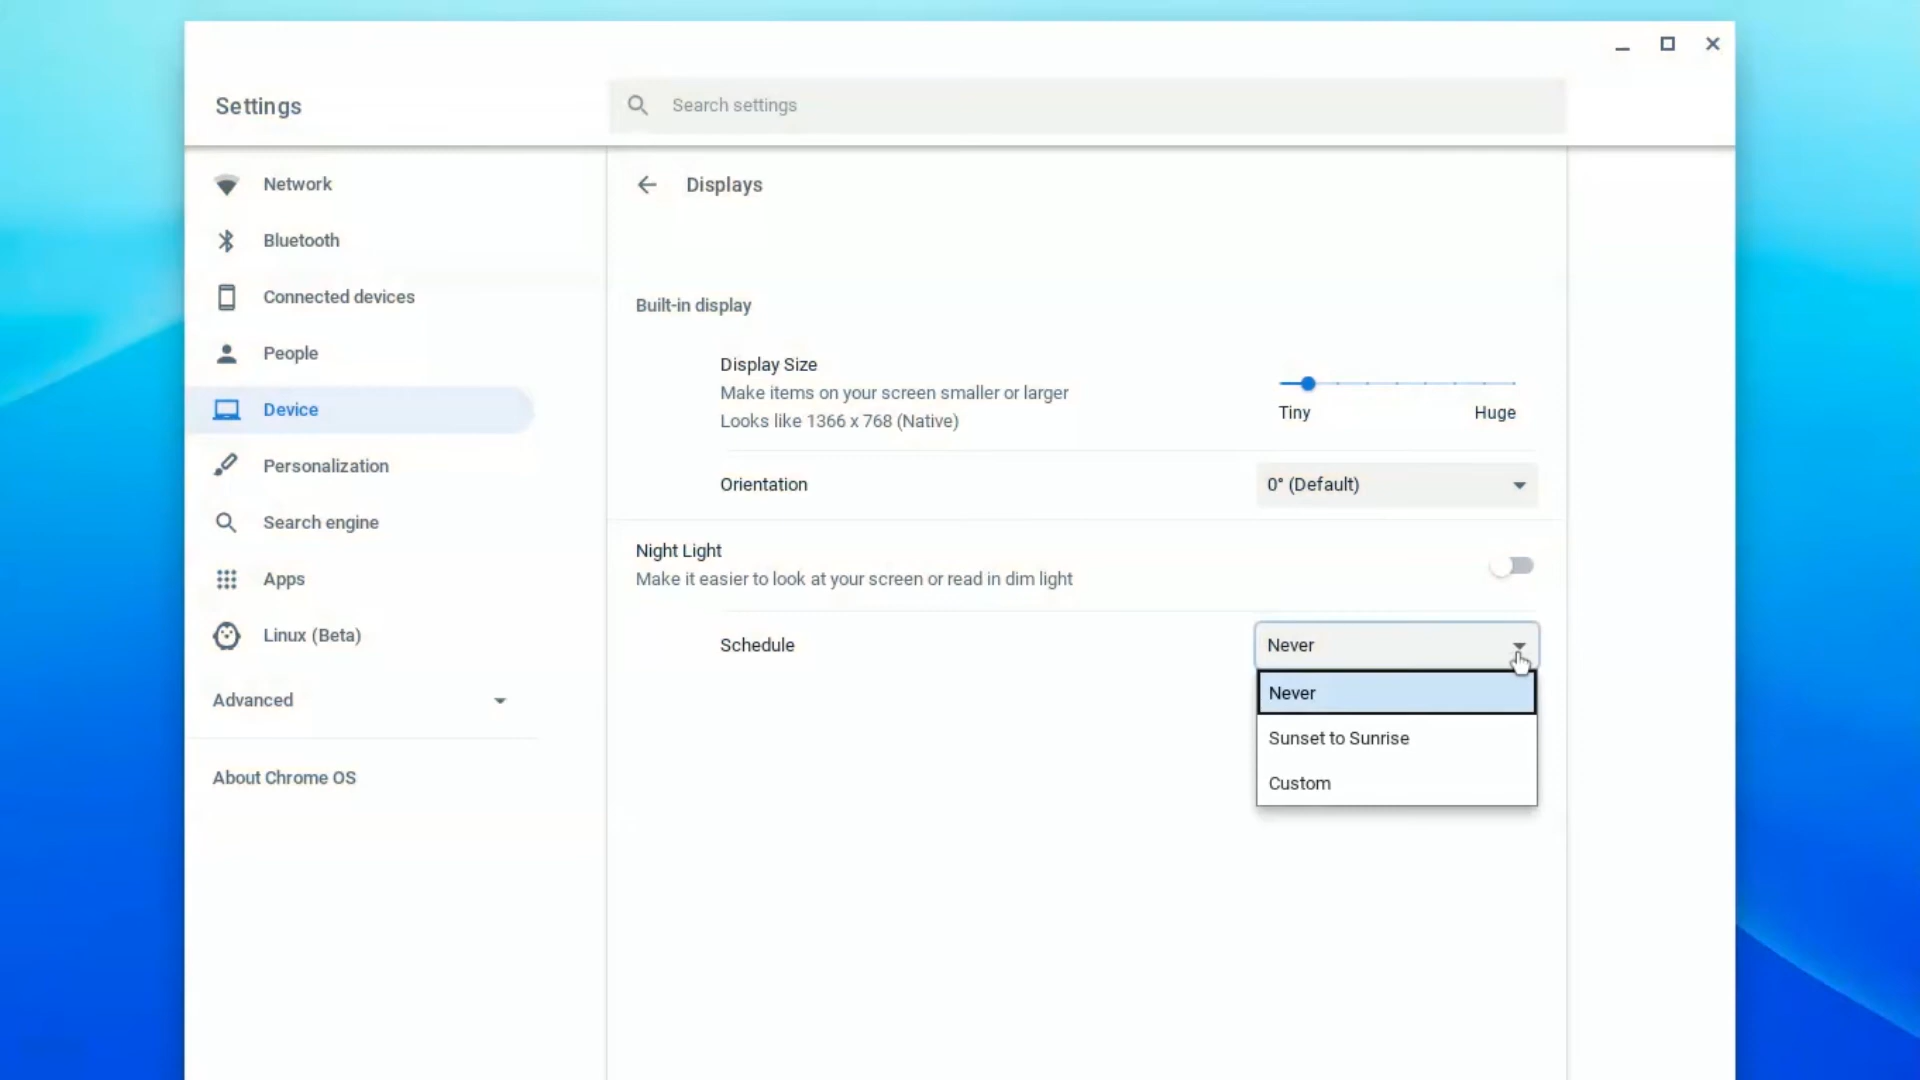 Settings
Search settings
Network
Bluetooth
Connected devices
People
Device
Personalization
Search engine
Apps
Linux (Beta)
Advanced
About Chrome OS
Displays
Built-in display
Display Size
Make items on your screen smaller or larger
Looks like 1366 x 768 (Native)
Tiny
Huge
Orientation
0° (Default)
Night Light
Make it easier to look at your screen or read in dim light
Schedule
Never
Never
Sunset to Sunrise
Custom